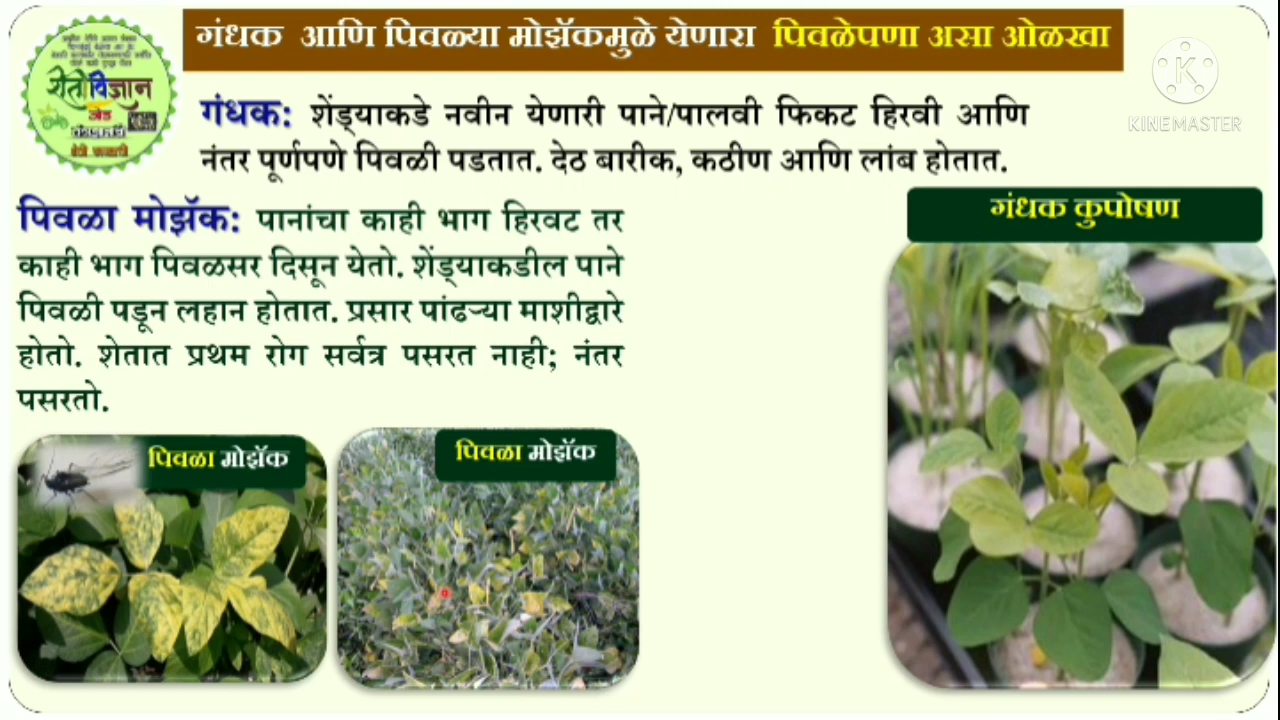 गंधक आणि पिवळ्या मोझॅकमुळे येणारा पिवळेपणा असा ओळखा
शेतीविज्ञान
KINEMASTER
गंधक: शेंड्याकडे नवीन येणारी पाने/पालवी फिकट हिरवी आणि
नंतर पूर्णपणे पिवळी पडतात. देठ बारीक, कठीण आणि लांब होतात.
पिवळा मोझॅक: पानांचा काही भाग हिरवट तर
काही भाग पिवळसर दिसून येतो. शेंड्याकडील पाने
पिवळी पडून लहान होतात. प्रसार पांढऱ्या माशीद्वारे
होतो. शेतात प्रथम रोग सर्वत्र पसरत नाही; नंतर
पसरतो.
गंधक कुपोषण
पिवळा मोझॅक
पिवळा मोझॅक